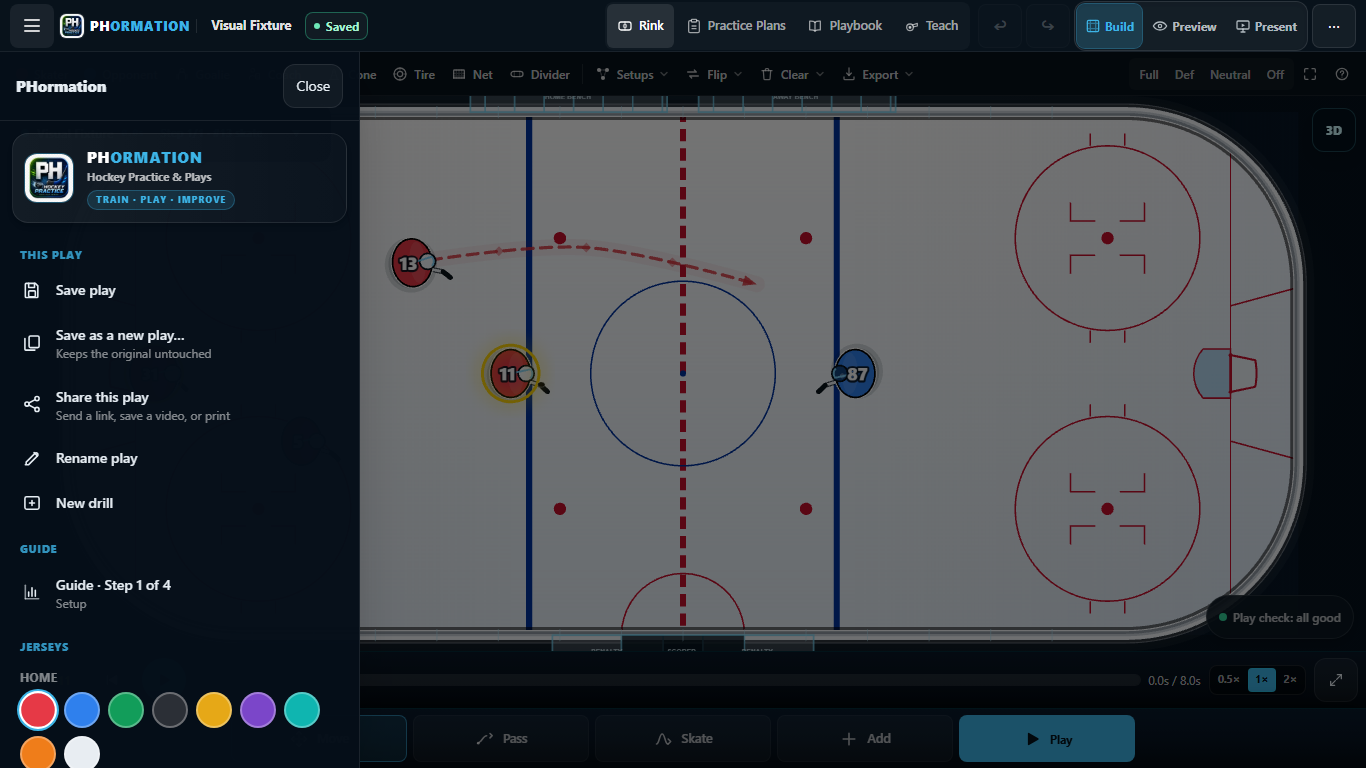 PH
PHORMATION
Visual Fixture
Saved
Rink
Practice Plans
Playbook
Teach
Build
Preview
Present
...
PHormation
Close
one
Tire
Net
Divider
Setups
Flip
Clear
Export
Full
Def
Neutral
Off
3D
PH
HOCKEY
PRACTICE
PHORMATION
Hockey Practice & Plays
TRAIN · PLAY · IMPROVE
THIS PLAY
Save play
Save as a new play...
Keeps the original untouched
Share this play
Send a link, save a video, or print
Rename play
New drill
GUIDE
Guide · Step 1 of 4
Setup
JERSEYS
HOME
13
11
87
Play check: all good
0.0s / 8.0s
0.5×
1×
2×
Pass
Skate
Add
Play